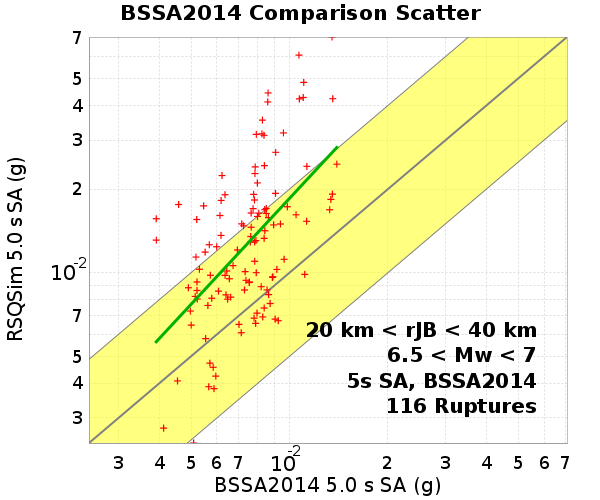 BSSA2014 Comparison Scatter
RSQSim 5.0 s SA (g)
7
6
5
4
3
2
10-2
7
6
5
4
3
20 km < rJB < 40 km
6.5 < Mw < 7
5s SA, BSSA2014
116 Ruptures
3 4 5 6 7 10-2 2 3 4 5 6 7
BSSA2014 5.0 s SA (g)